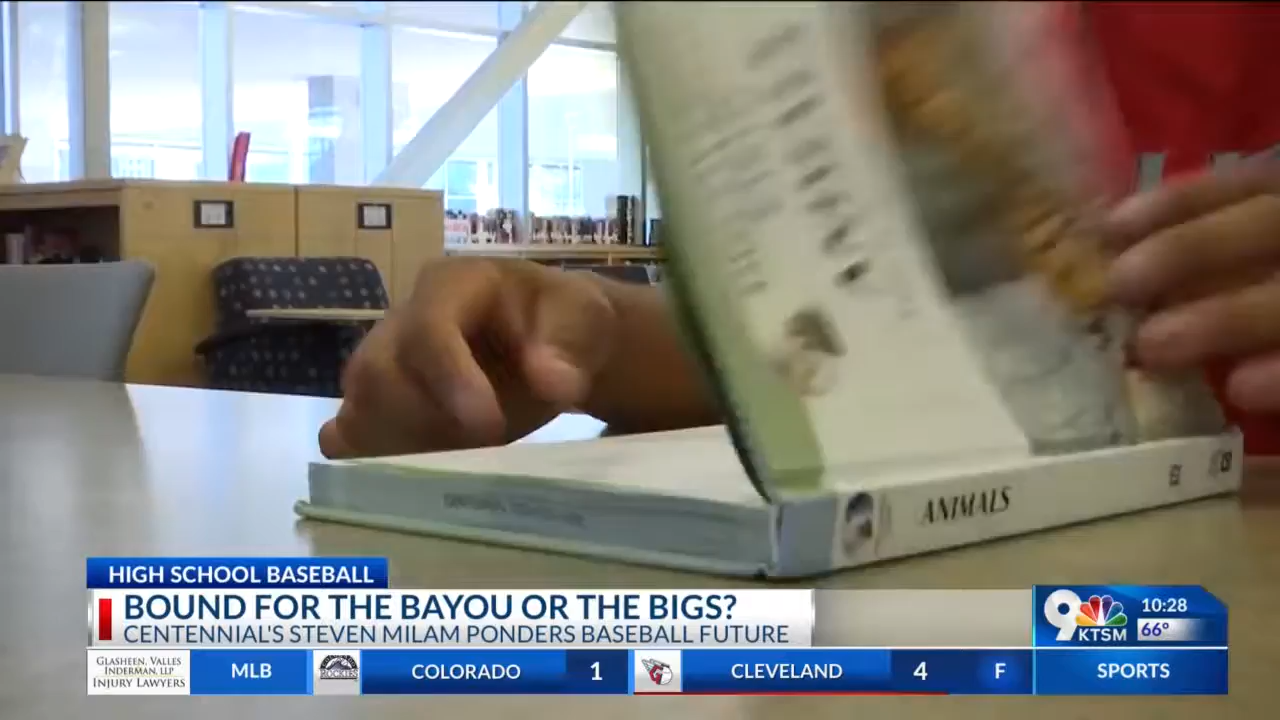 ANIMALS
HIGH SCHOOL BASEBALL
BOUND FOR THE BAYOU OR THE BIGS?
CENTENNIAL'S STEVEN MILAM PONDERS BASEBALL FUTURE
9 KTSM
10:28
66°
GLASHEEN, VALLES
INDERMAN, LLP
INJURY LAWYERS
MLB
ROCKIES
COLORADO 1
CLEVELAND 4 F
SPORTS